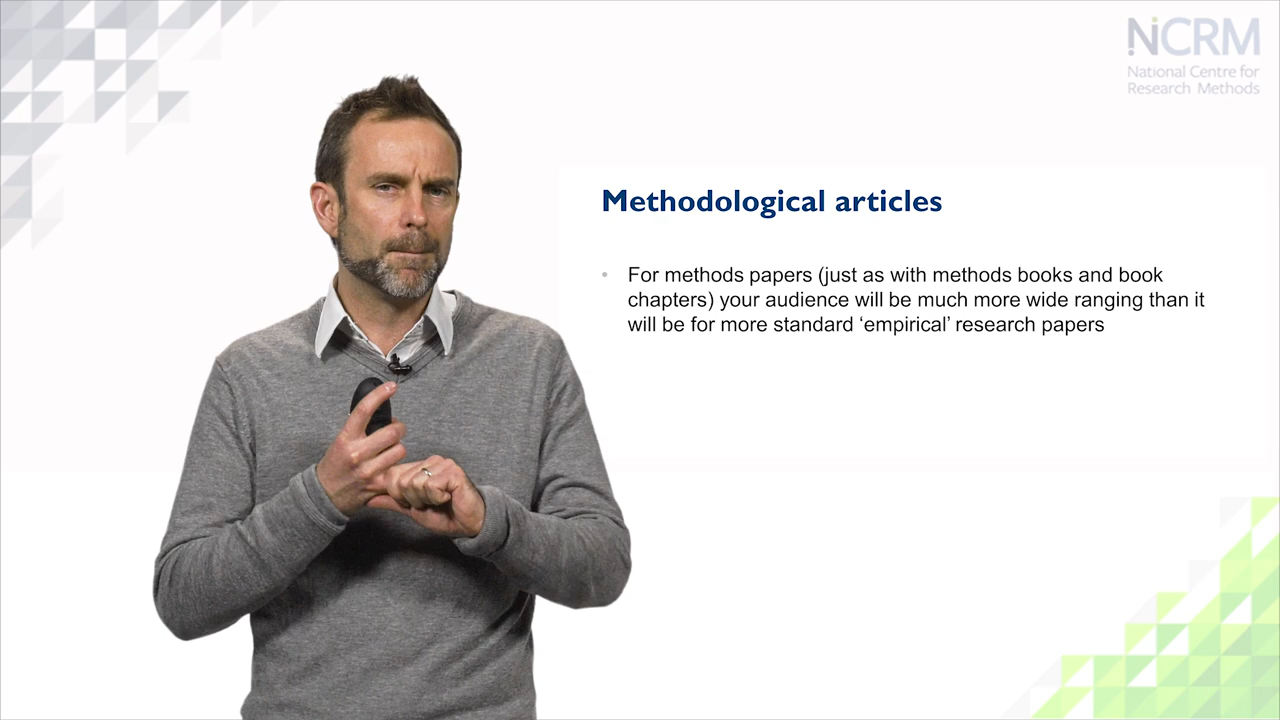 NCRM
National Centre for
Research Methods
Methodological articles
• For methods papers (just as with methods books and book
chapters) your audience will be much more wide ranging than it
will be for more standard ‘empirical’ research papers